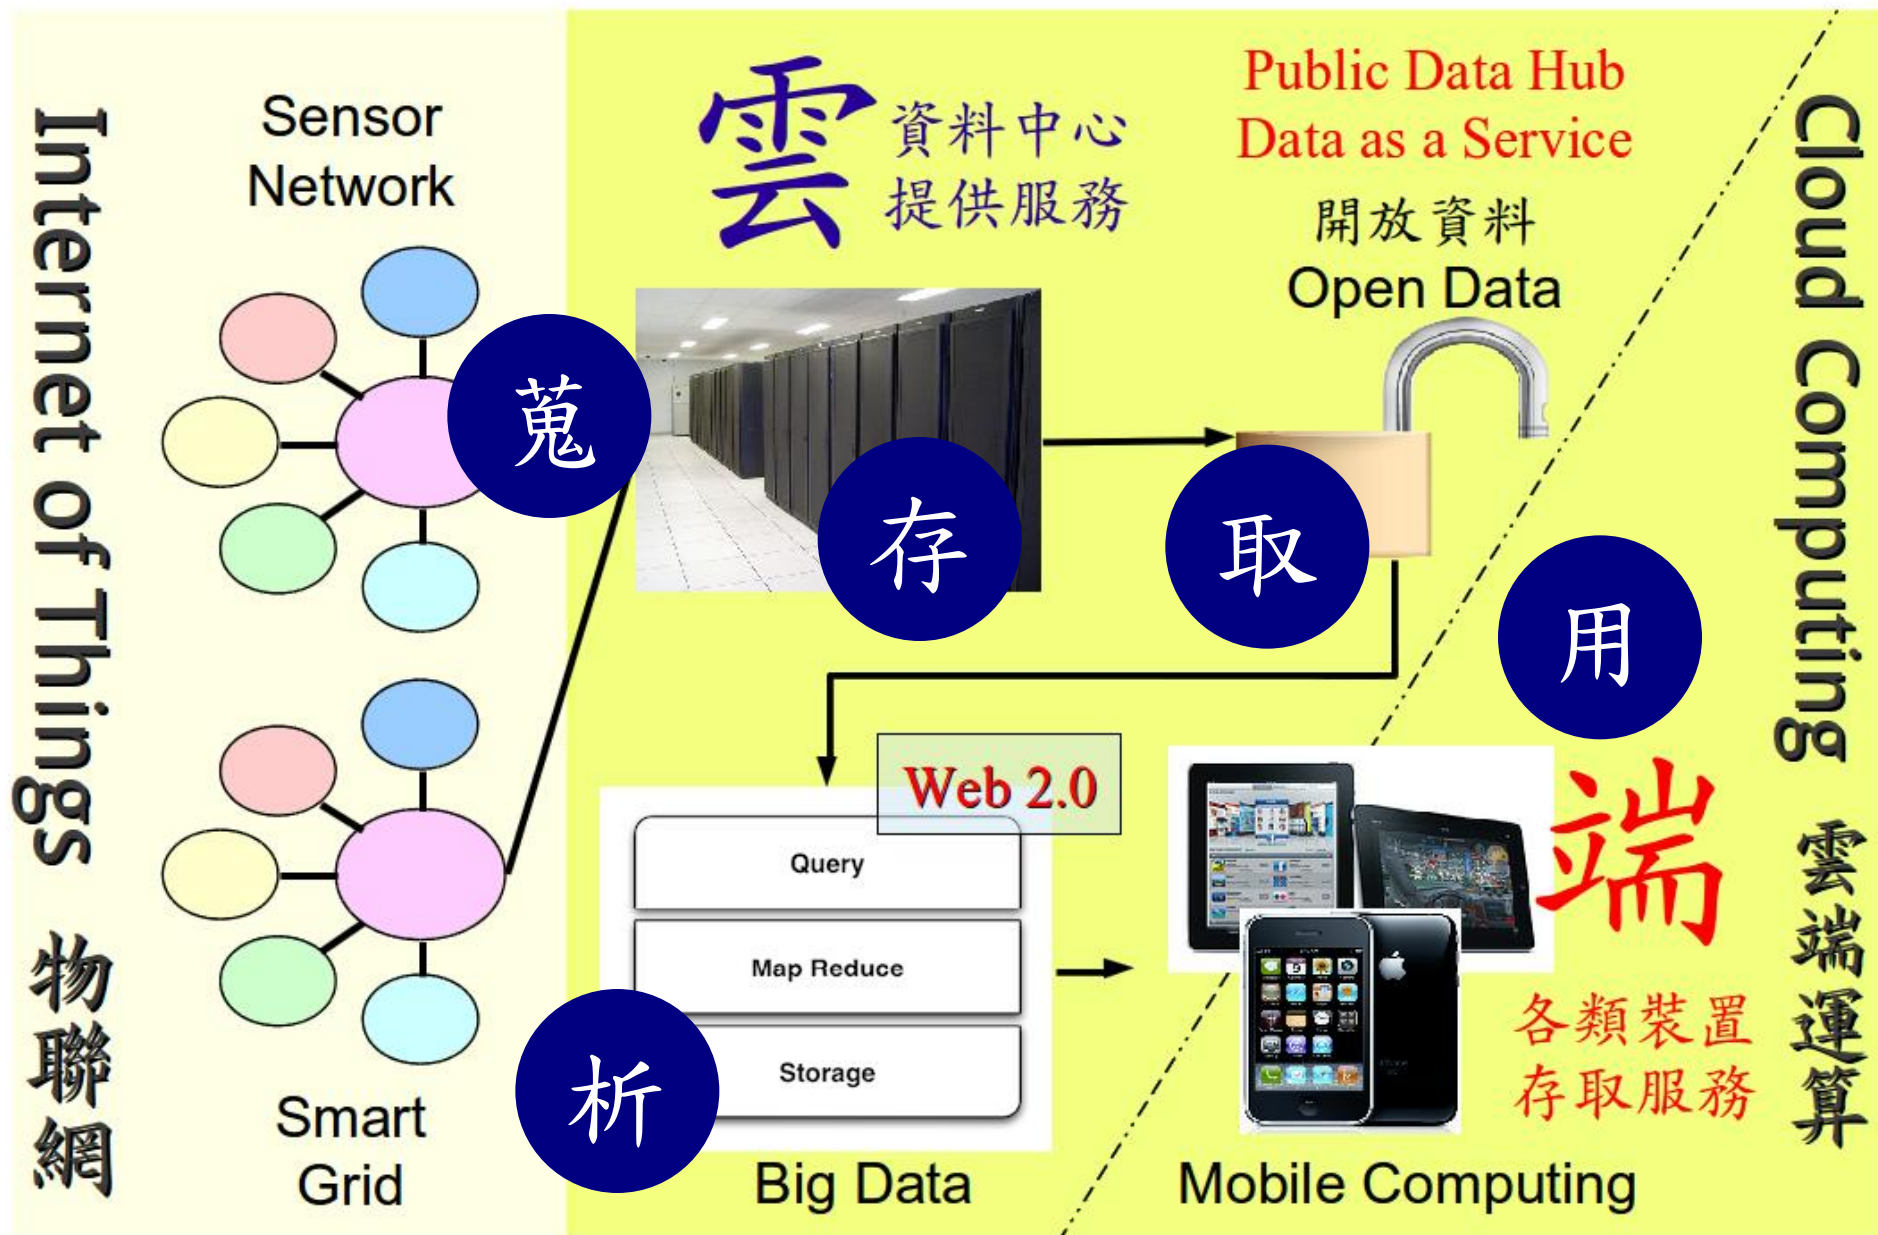 Internet of Things 物聯網
Sensor
Network
蒐
Smart
Grid
雲
資料中心
提供服務
存
Public Data Hub
Data as a Service
開放資料
Open Data
取
用
Web 2.0
Query
Map Reduce
Storage
析
Big Data
端
各類裝置
存取服務
Mobile Computing
Cloud Computing 雲端運算